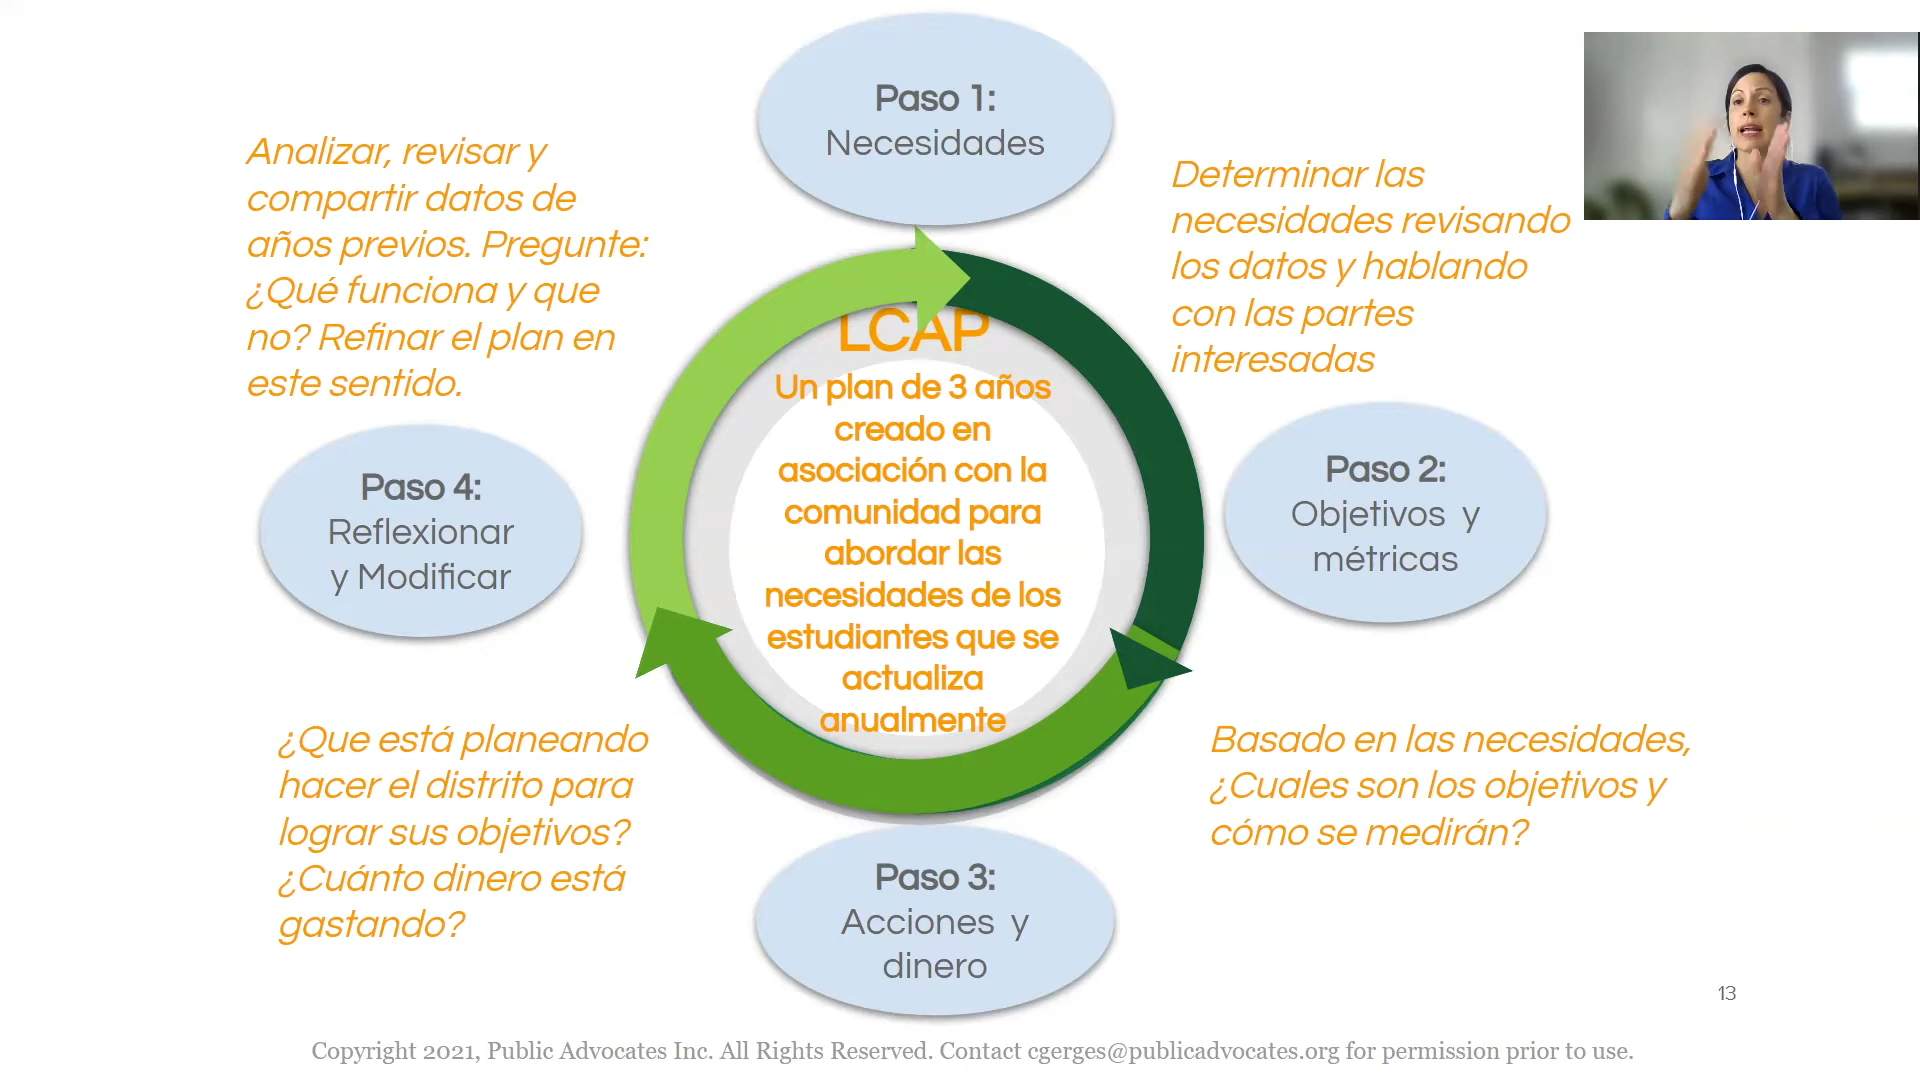 Paso 1:
Necesidades
Analizar, revisar y
compartir datos de
años previos. Pregunte:
¿Qué funciona y que
no? Refinar el plan en
este sentido.
Determinar las
necesidades revisando
los datos y hablando
con las partes
interesadas
LCAP
Un plan de 3 años
creado en
asociación con la
comunidad para
abordar las
necesidades de los
estudiantes que se
actualiza
anualmente
Paso 4:
Reflexionar
y Modificar
Paso 2:
Objetivos y
métricas
¿Que está planeando
hacer el distrito para
lograr sus objetivos?
¿Cuánto dinero está
gastando?
Basado en las necesidades,
¿Cuales son los objetivos y
cómo se medirán?
Paso 3:
Acciones y
dinero
13
Copyright 2021, Public Advocates Inc. All Rights Reserved. Contact cgerges@publicadvocates.org for permission prior to use.